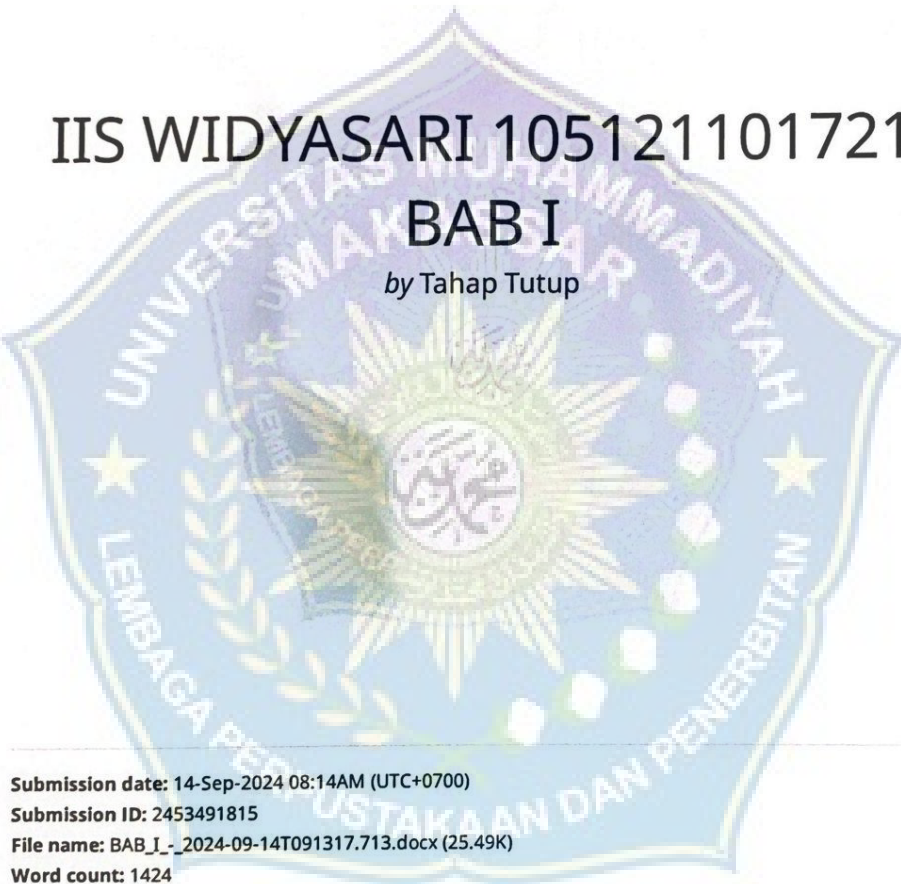 IIS WIDYASARI 105121101721
BAB I
by Tahap Tutup
UNIVERSITAS MUHAMMADIYAH
MAKASSAR
LEMBAGA PERPUSTAKAAN DAN PENERBITAN
Submission date: 14-Sep-2024 08:14AM (UTC+0700)
Submission ID: 2453491815
File name: BAB_I_-_2024-09-14T091317.713.docx (25.49K)
Word count: 1424